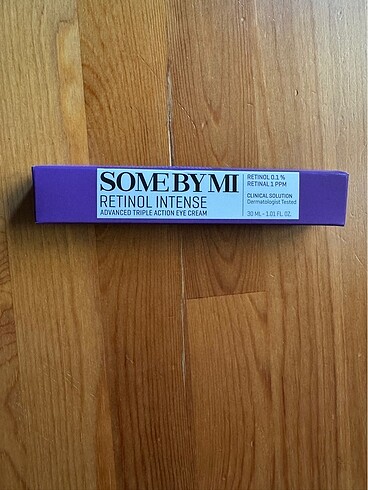 SOME BY MI
RETINOL INTENSE
ADVANCED TRIPLE ACTION EYE CREAM
RETINOL 0.1 %
RETINAL 1 PPM
CLINICAL SOLUTION
Dermatologist Tested
30 ML - 1.01 FL. OZ.